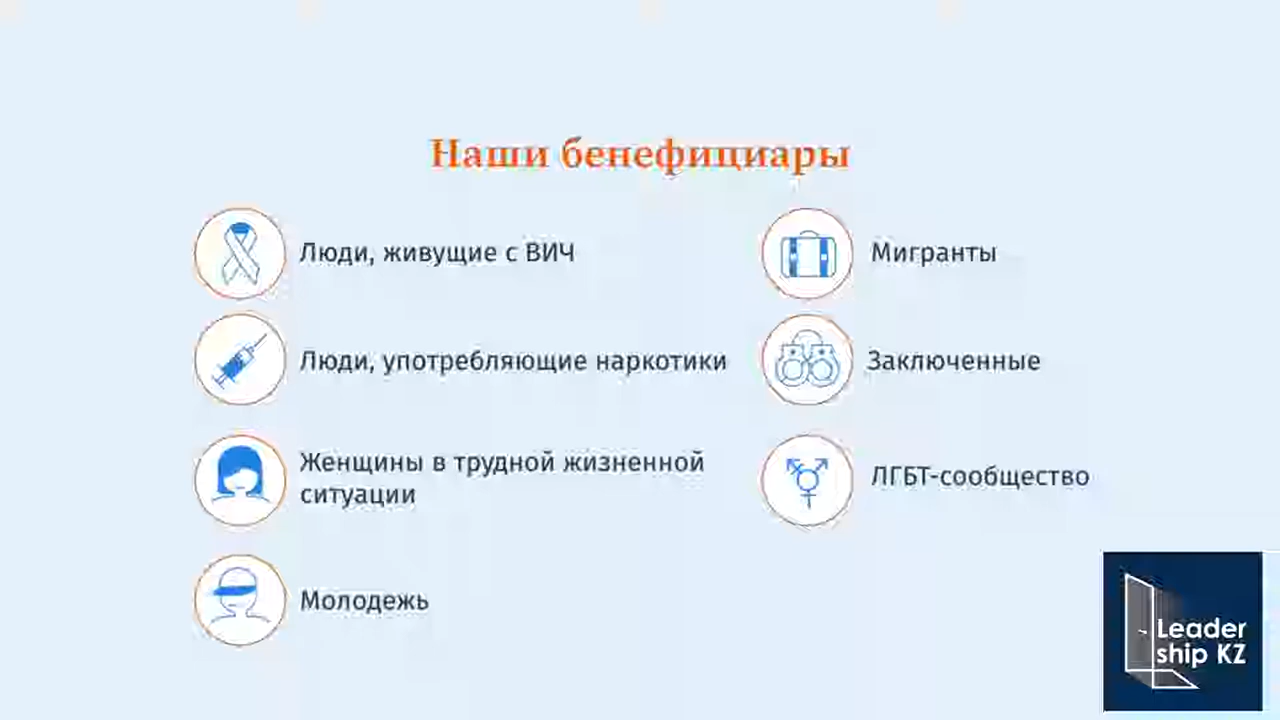 Наши бенефициары
Люди, живущие с ВИЧ
Люди, употребляющие наркотики
Женщины в трудной жизненной
ситуации
Молодежь
Мигранты
Заключенные
ЛГБТ-сообщество
Leader
ship KZ